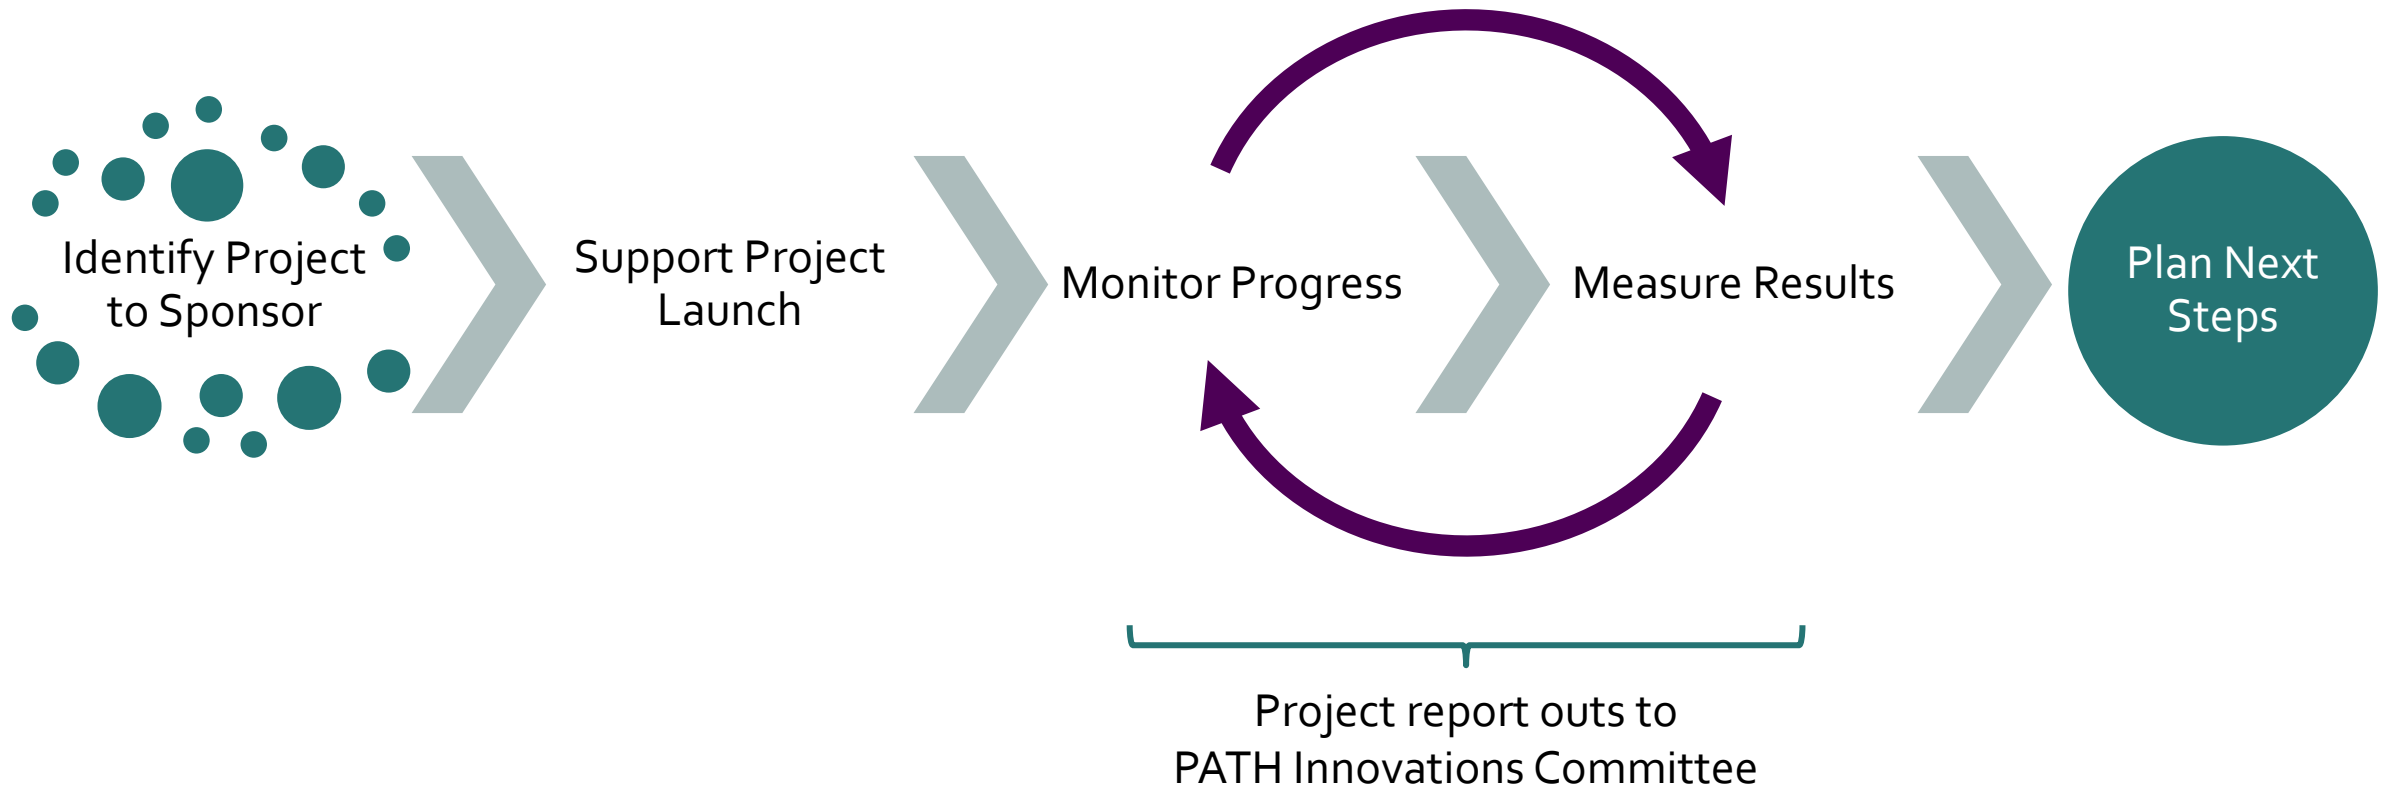 Identify Project
to Sponsor
Support Project
Launch
Monitor Progress
Measure Results
Plan Next
Steps
Project report outs to
PATH Innovations Committee